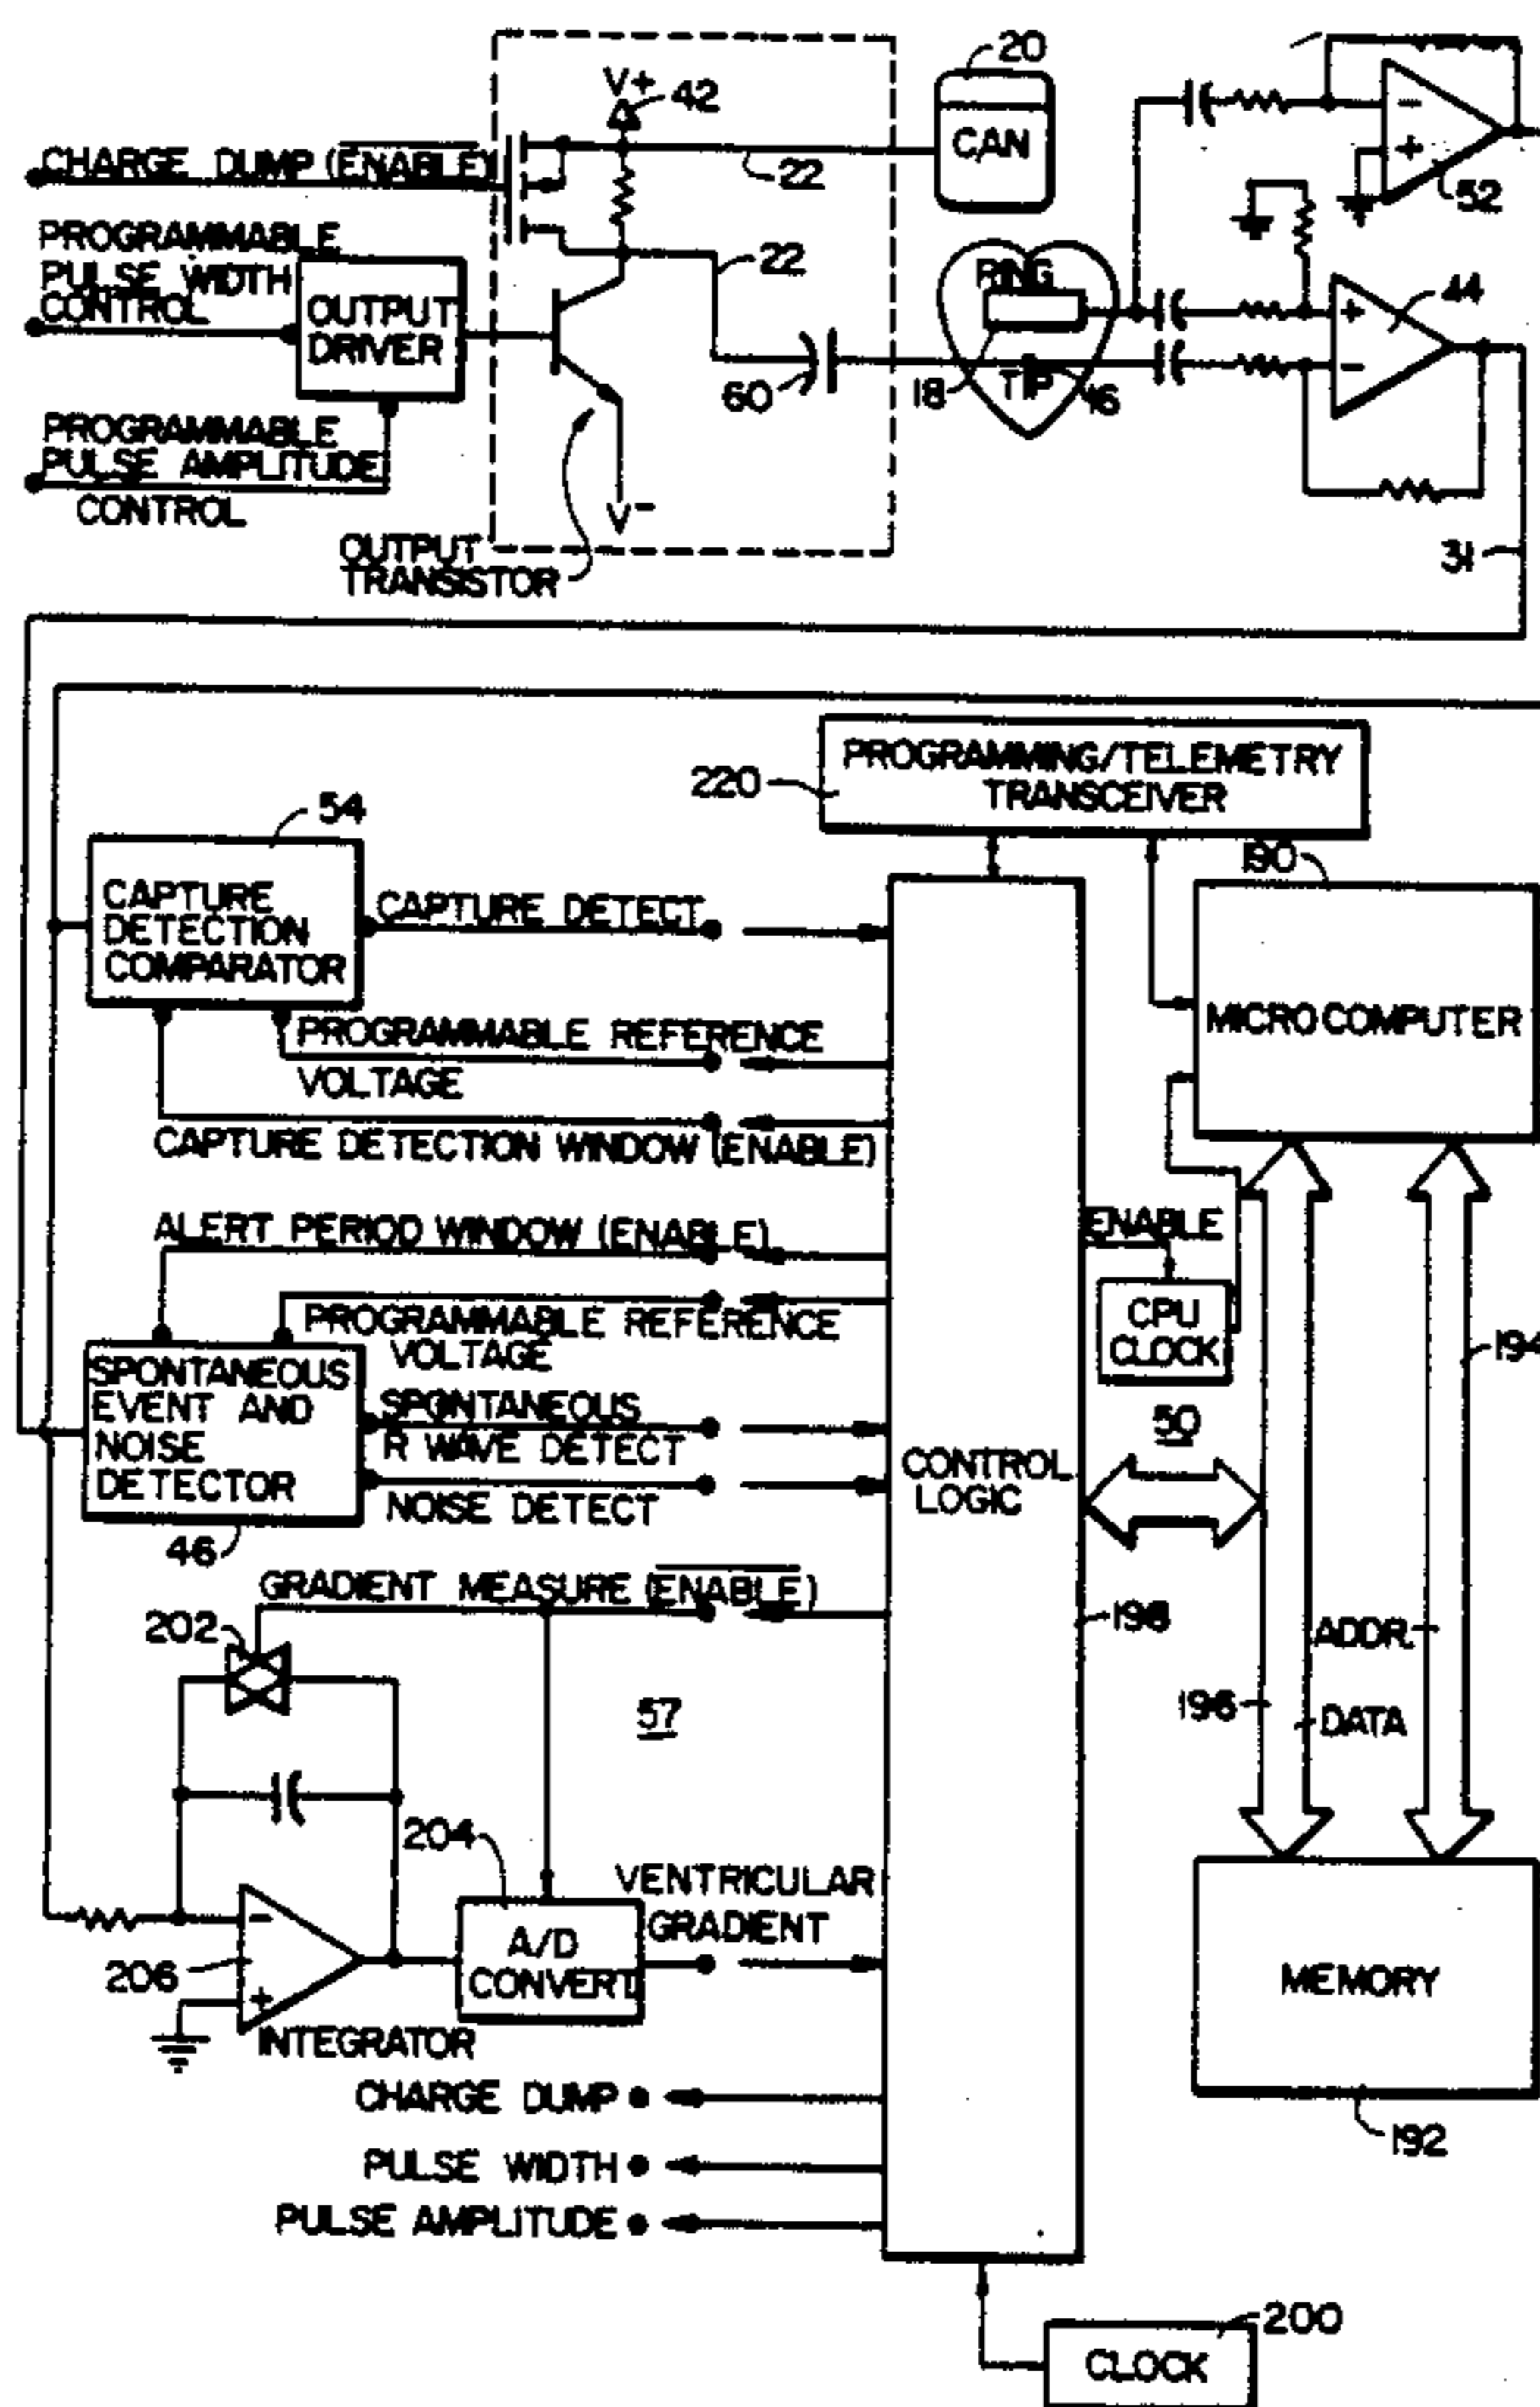 20
V+
42
CAN
CHARGE DUMP (ENABLE)
22
52
PROGRAMMABLE
PULSE WIDTH
CONTROL
22
RING
44
OUTPUT
DRIVER
60
18
TIP
16
PROGRAMMABLE
PULSE AMPLITUDE
CONTROL
V-
OUTPUT
TRANSISTOR
31
PROGRAMMING/TELEMETRY
TRANSCEIVER
220
54
190
CAPTURE
DETECTION
COMPARATOR
CAPTURE DETECT
MICROCOMPUTER
PROGRAMMABLE REFERENCE
VOLTAGE
CAPTURE DETECTION WINDOW (ENABLE)
ALERT PERIOD WINDOW (ENABLE)
ENABLE
PROGRAMMABLE REFERENCE
VOLTAGE
CPU
CLOCK
194
SPONTANEOUS
EVENT AND
NOISE
DETECTOR
SPONTANEOUS
R WAVE DETECT
50
NOISE DETECT
CONTROL
LOGIC
46
GRADIENT MEASURE (ENABLE)
202
198
ADDR.
57
196
DATA
204
VENTRICULAR
GRADIENT
A/D
CONVERT
206
INTEGRATOR
MEMORY
CHARGE DUMP
192
PULSE WIDTH
PULSE AMPLITUDE
200
CLOCK